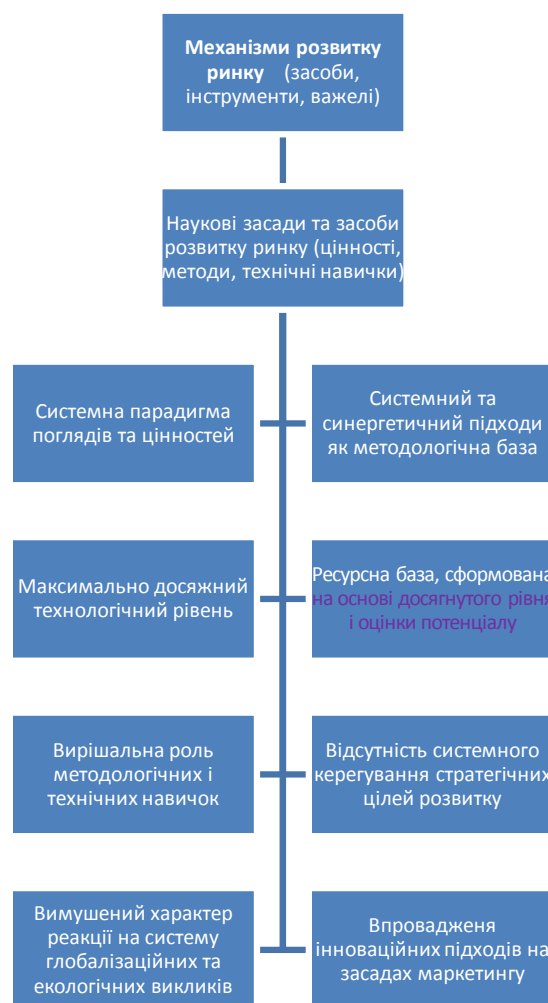 Механізми розвитку
ринку (засоби,
інструменти, важелі)
Наукові засади та засоби
розвитку ринку (цінності,
методи, технічні навички)
Системна парадигма
поглядів та цінностей
Системний та
синергетичний підходи
як методологічна база
Максимально досяжний
технологічний рівень
Ресурсна база, сформована
на основі досягнутого рівня
і оцінки потенціалу
Вирішальна роль
методологічних і
технічних навичок
Відсутність системного
керегування стратегічних
цілей розвитку
Вимушений характер
реакції на систему
глобалізаційних та
екологічних викликів
Впровадженя
інноваційних підходів на
засадах маркетингу